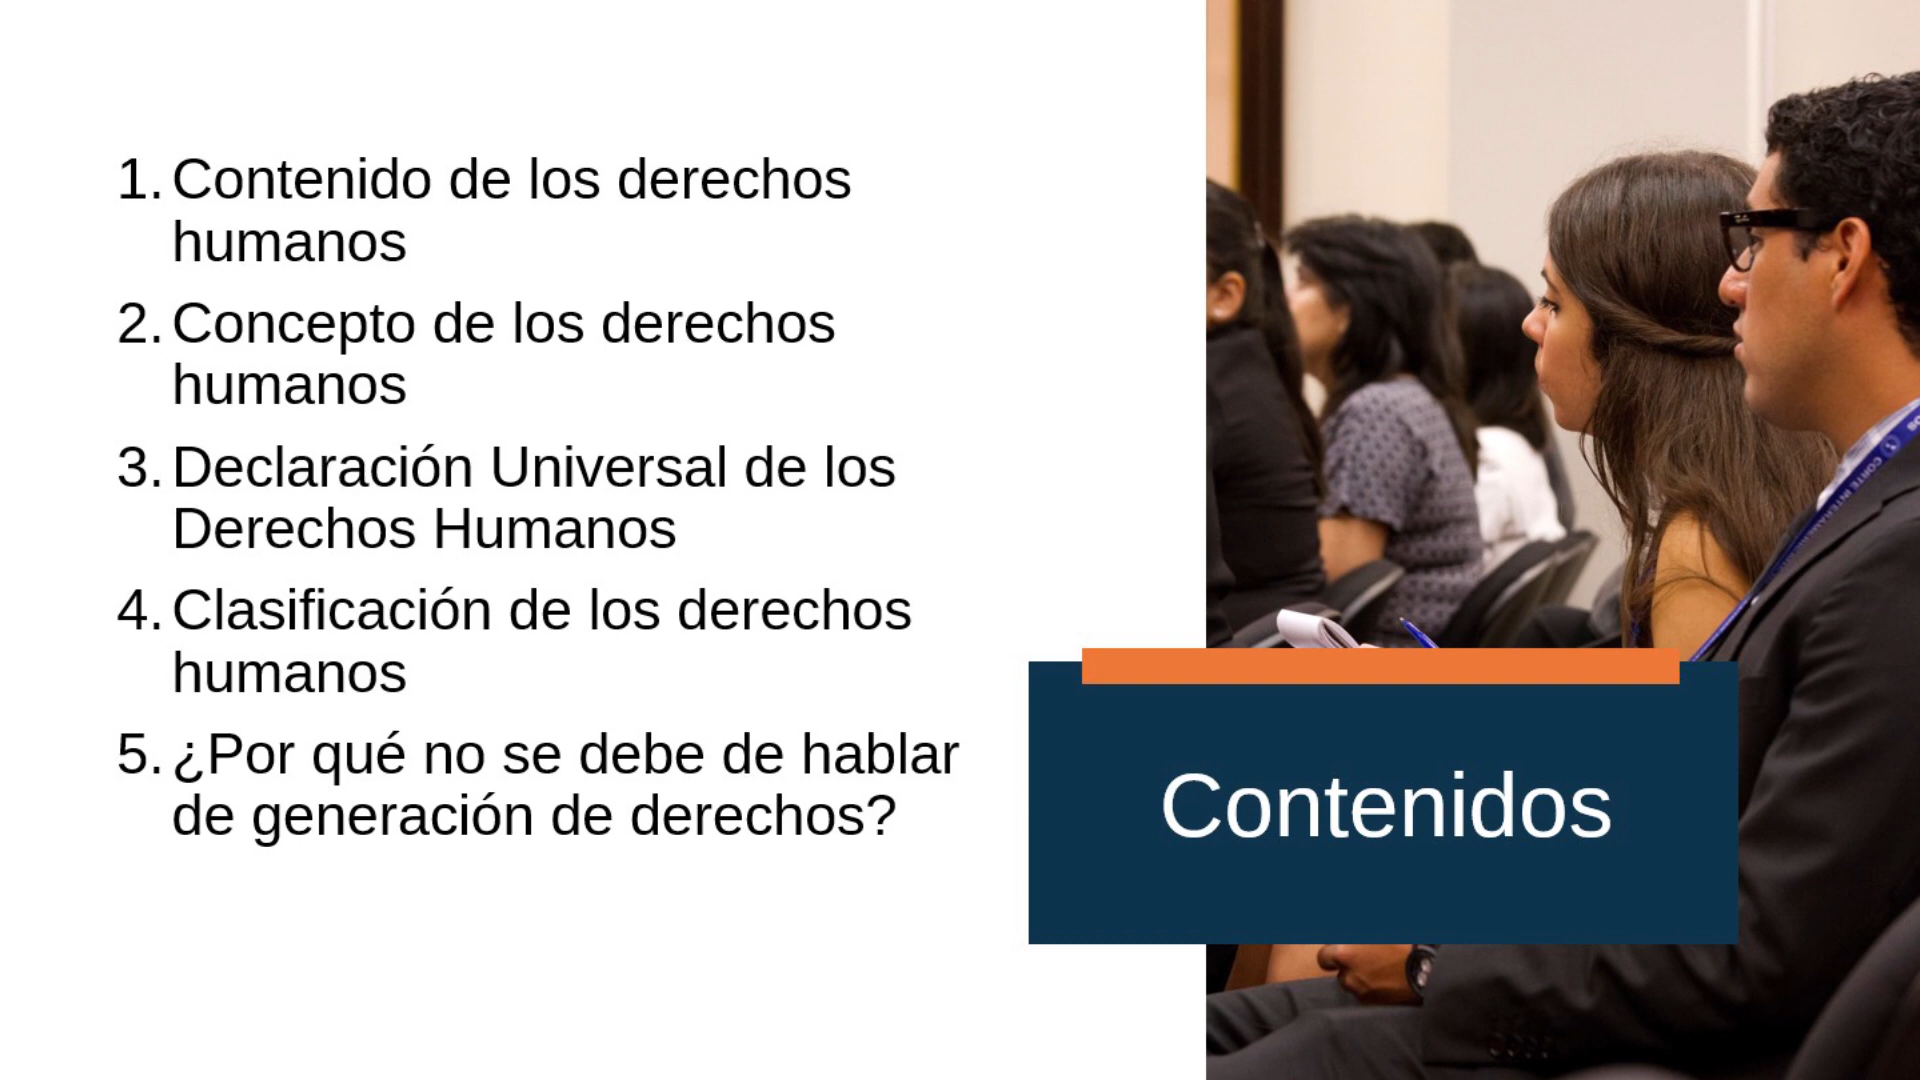 1. Contenido de los derechos
humanos
2. Concepto de los derechos
humanos
3. Declaración Universal de los
Derechos Humanos
4. Clasificación de los derechos
humanos
5. ¿Por qué no se debe de hablar
de generación de derechos?
Contenidos
CORTE